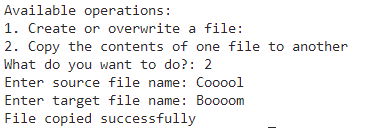 Available operations:
1. Create or overwrite a file:
2. Copy the contents of one file to another
What do you want to do?: 2
Enter source file name: Cooool
Enter target file name: Boooom
File copied successfully